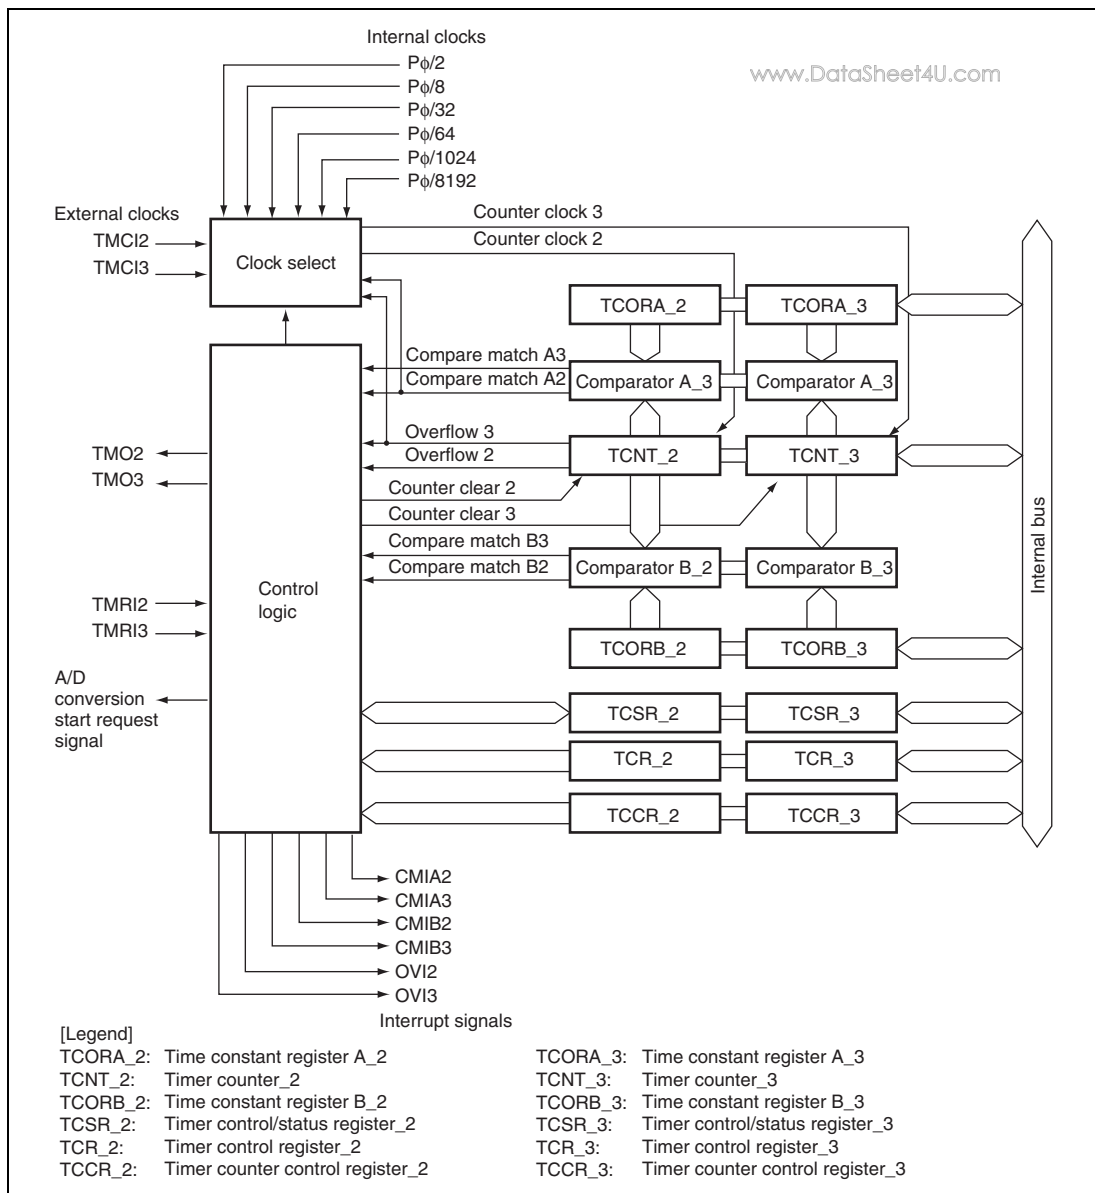 Internal clocks
Pϕ/2
www.DataSheet4U.com
Pϕ/8
Pϕ/32
Pϕ/64
Pϕ/1024
Pϕ/8192
External clocks
Counter clock 3
TMCI2
Counter clock 2
TMCI3
Clock select
TCORA_2
TCORA_3
Compare match A3
Compare match A2
Comparator A_3
Comparator A_3
Overflow 3
TMO2
Overflow 2
TCNT_2
TCNT_3
TMO3
Counter clear 2
Counter clear 3
Compare match B3
Compare match B2
Comparator B_2
Comparator B_3
Internal bus
Control
logic
TMRI2
TMRI3
TCORB_2
TCORB_3
A/D
conversion
start request
signal
TCSR_2
TCSR_3
TCR_2
TCR_3
TCCR_2
TCCR_3
CMIA2
CMIA3
CMIB2
CMIB3
OVI2
OVI3
Interrupt signals
[Legend]
TCORA_2: Time constant register A_2
TCNT_2: Timer counter_2
TCORB_2: Time constant register B_2
TCSR_2: Timer control/status register_2
TCR_2: Timer control register_2
TCCR_2: Timer counter control register_2
TCORA_3: Time constant register A_3
TCNT_3: Timer counter_3
TCORB_3: Time constant register B_3
TCSR_3: Timer control/status register_3
TCR_3: Timer control register_3
TCCR_3: Timer counter control register_3